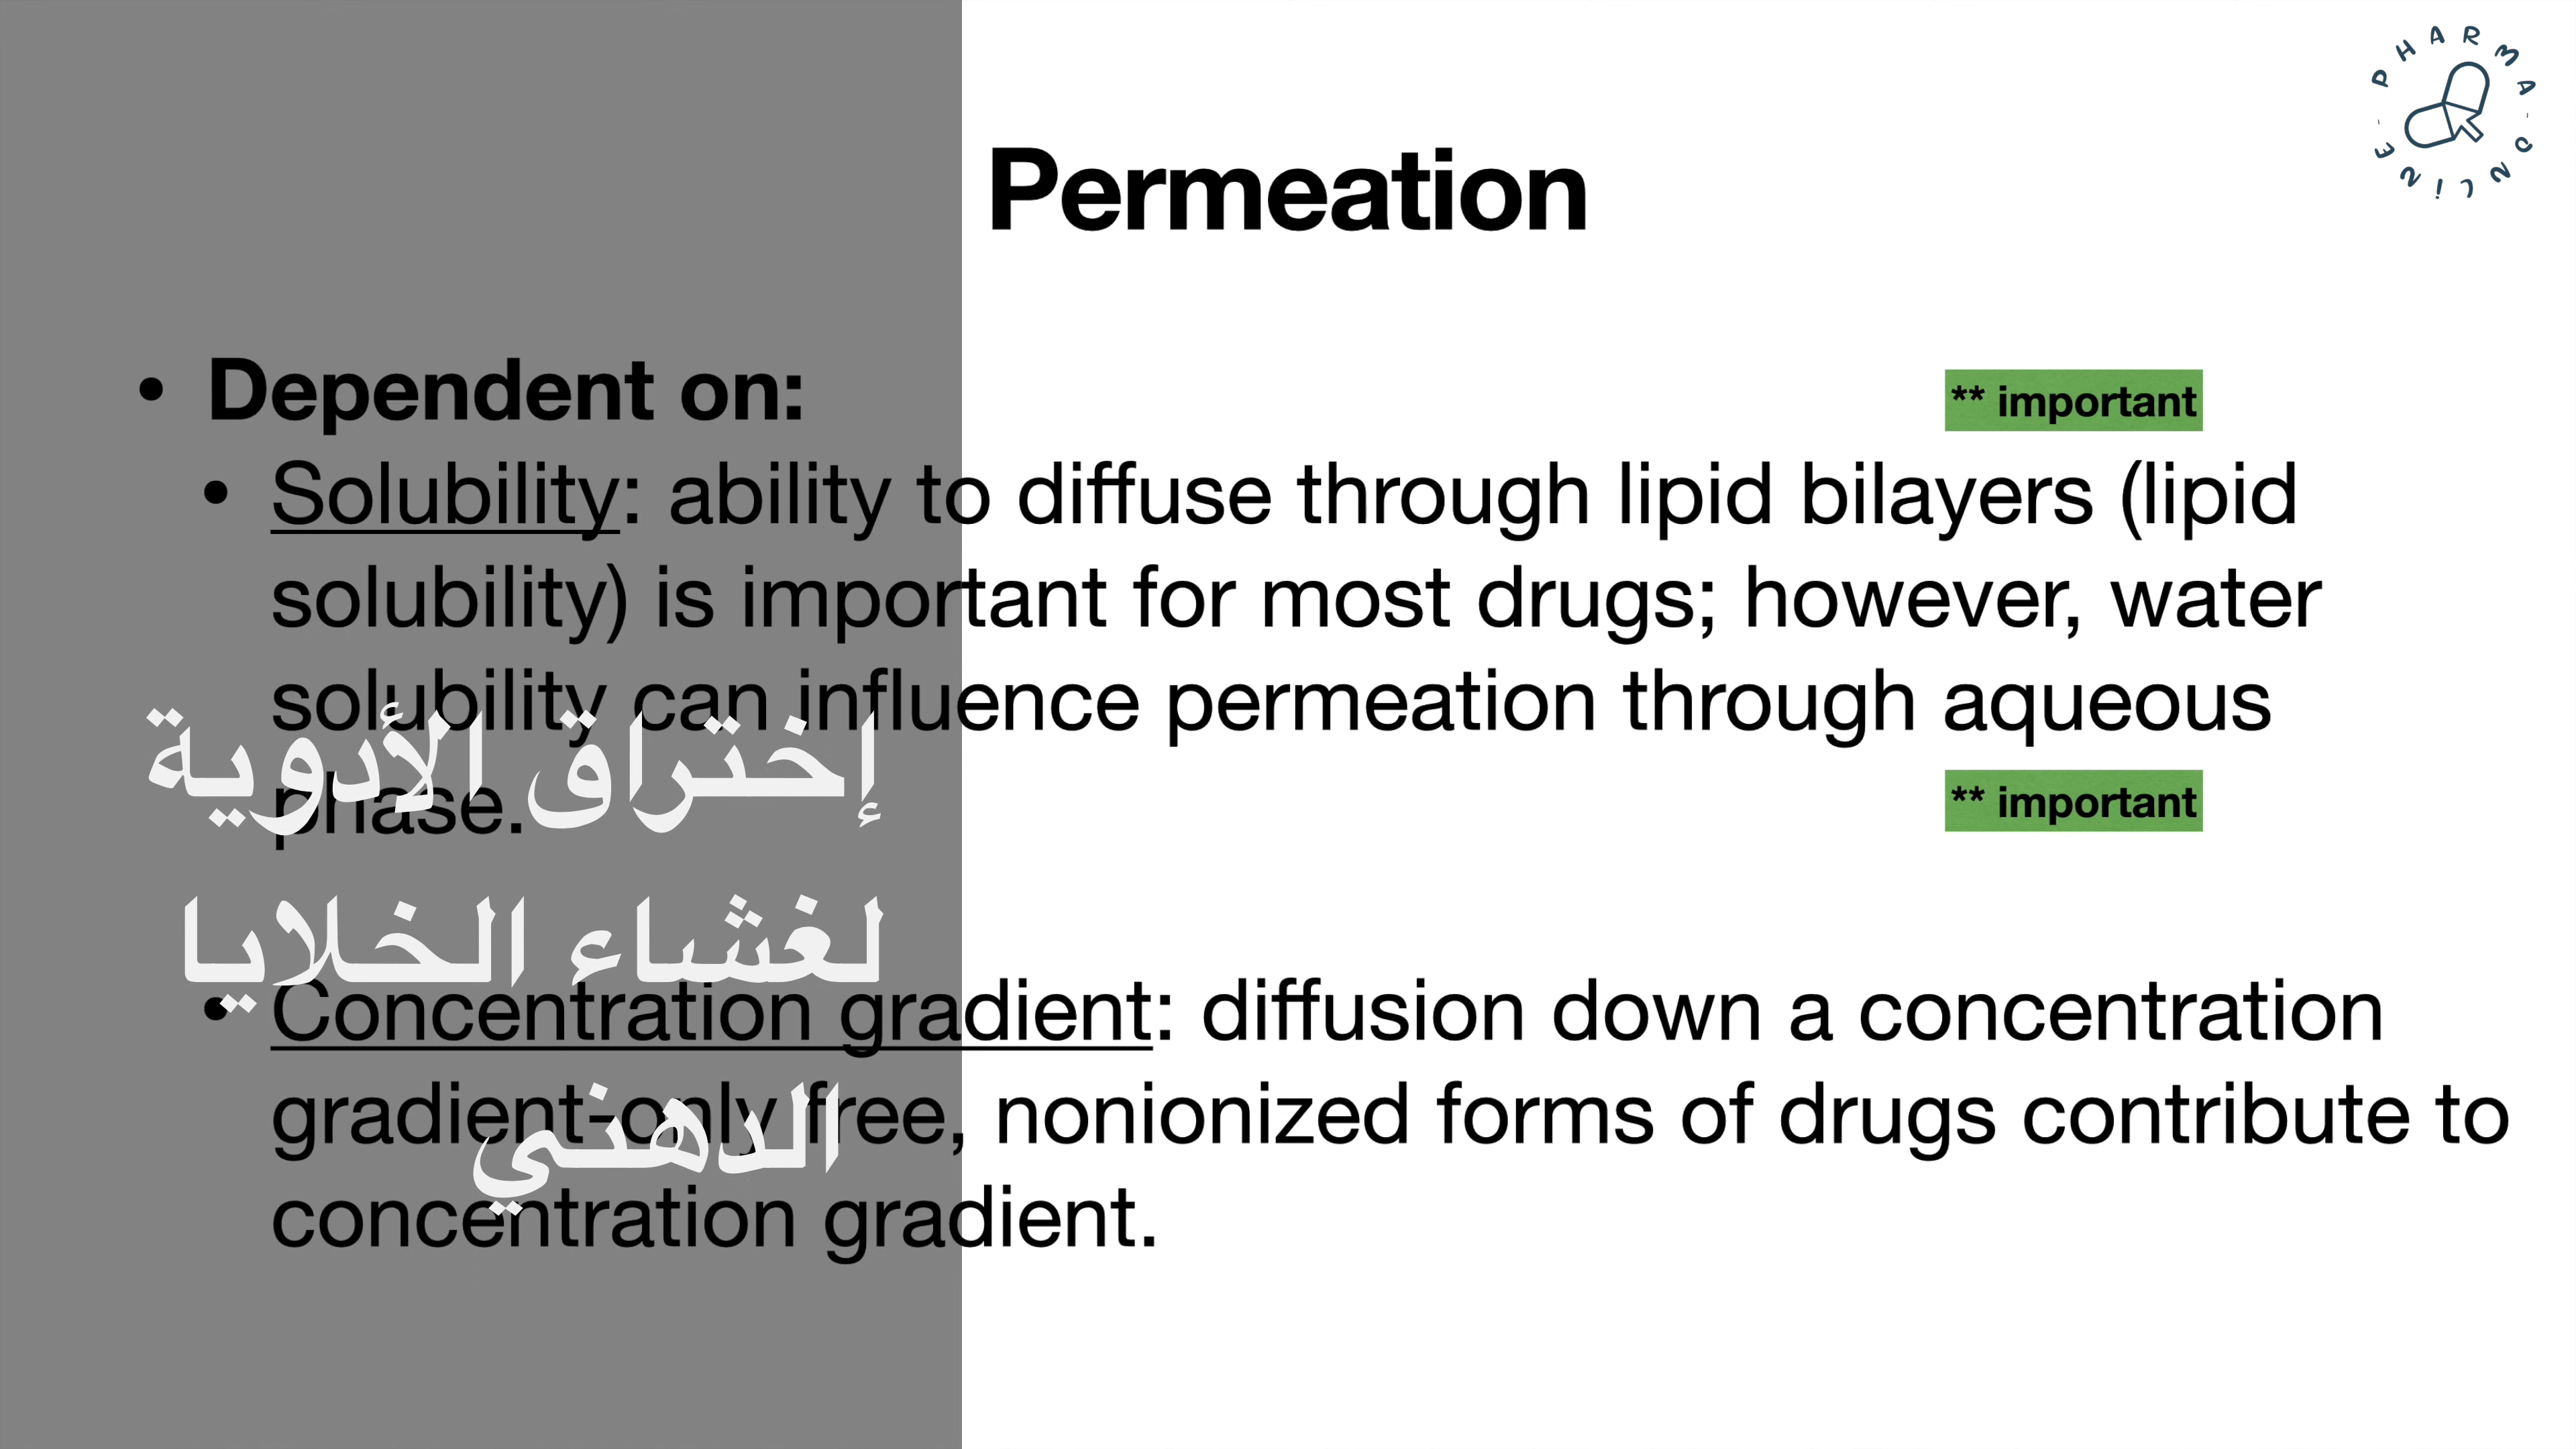 PHARMA-ONLINE-
Permeation
• Dependent on:
** important
• Solubility: ability to diffuse through lipid bilayers (lipid
solubility) is important for most drugs; however, water
solubility can influence permeation through aqueous
phase.
** important
• Concentration gradient: diffusion down a concentration
gradient-only free, nonionized forms of drugs contribute to
concentration gradient.
إختراق الأدوية
لغشاء الخلايا
الدهني